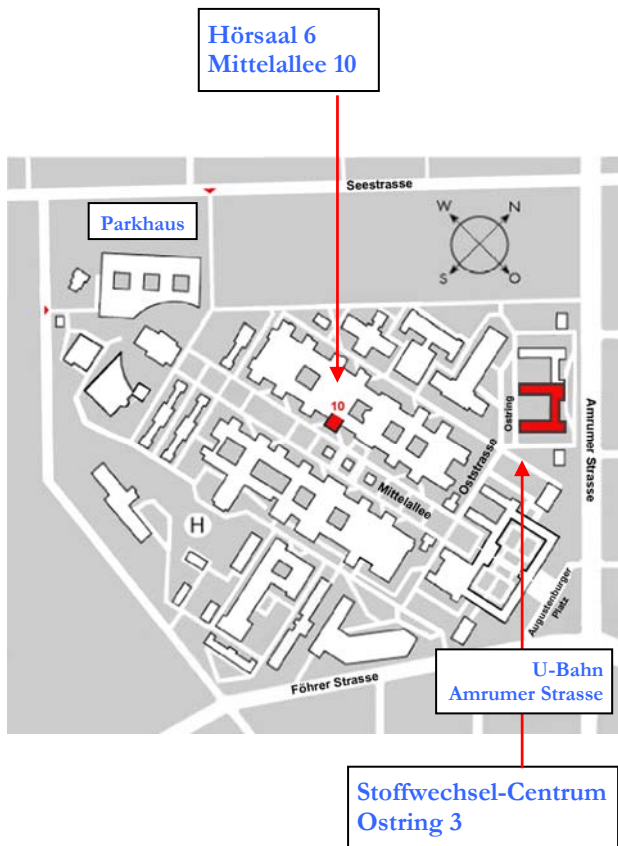 Hörsaal 6
Mittelallee 10
Seestrasse
Parkhaus
W
N
S
O
10
Ostring
Amrumer Strasse
Oststrasse
Mittelallee
H
Augustenburger
Platz
Föhrer Strasse
U-Bahn
Amrumer Strasse
Stoffwechsel-Centrum
Ostring 3